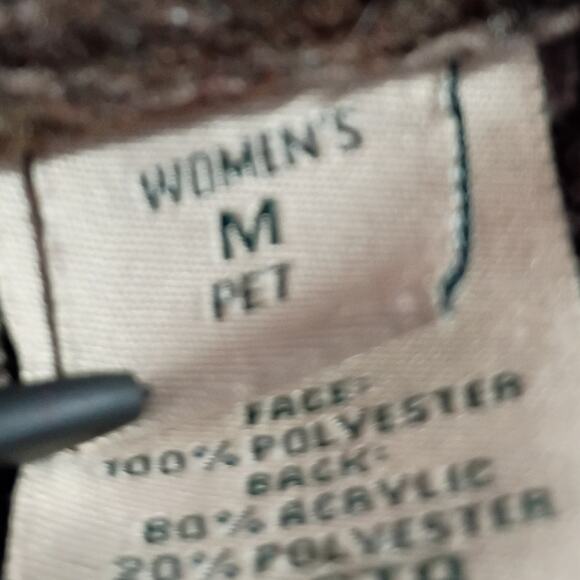 WOMEN'S
M
PET
FACE:
100% POLYESTER
BACK:
80% ACRYLIC
20% POLYESTER